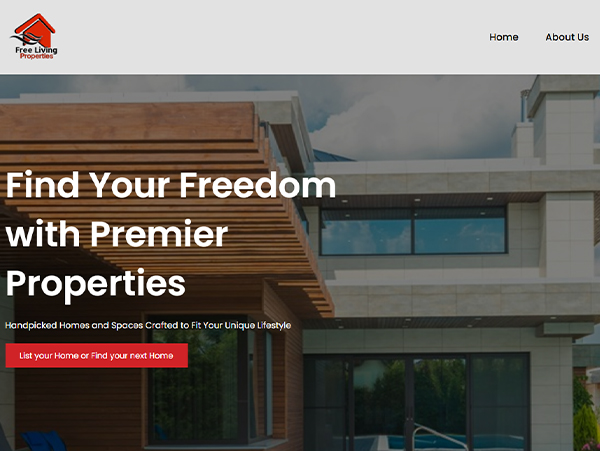 Free Living
Properties
Home
About Us
Find Your Freedom
with Premier
Properties
Handpicked Homes and Spaces Crafted to Fit Your Unique Lifestyle
List your Home or Find your next Home